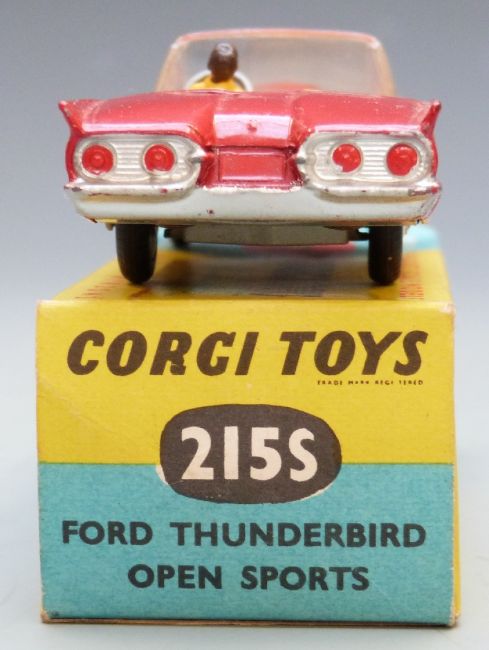 CORGI TOYS
TRADE MARK REGISTERED
215S
FORD THUNDERBIRD
OPEN SPORTS